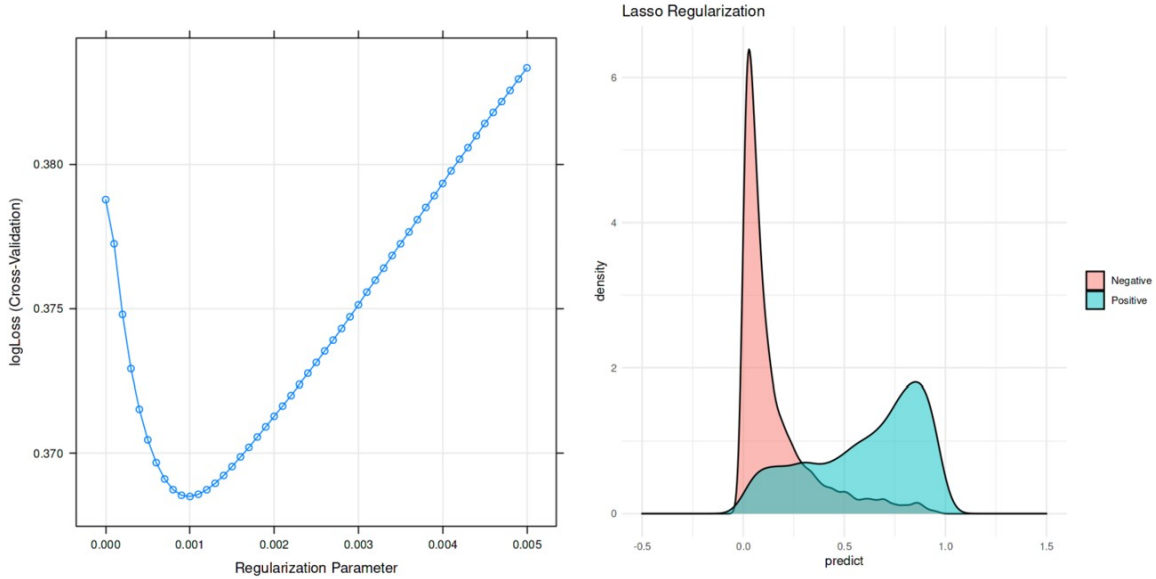 logLoss (Cross-Validation)
0.380
0.375
0.370
0.000 0.001 0.002 0.003 0.004 0.005
Regularization Parameter
Lasso Regularization
density
6
4
2
0
-0.5 0.0 0.5 1.0 1.5
predict
Negative
Positive